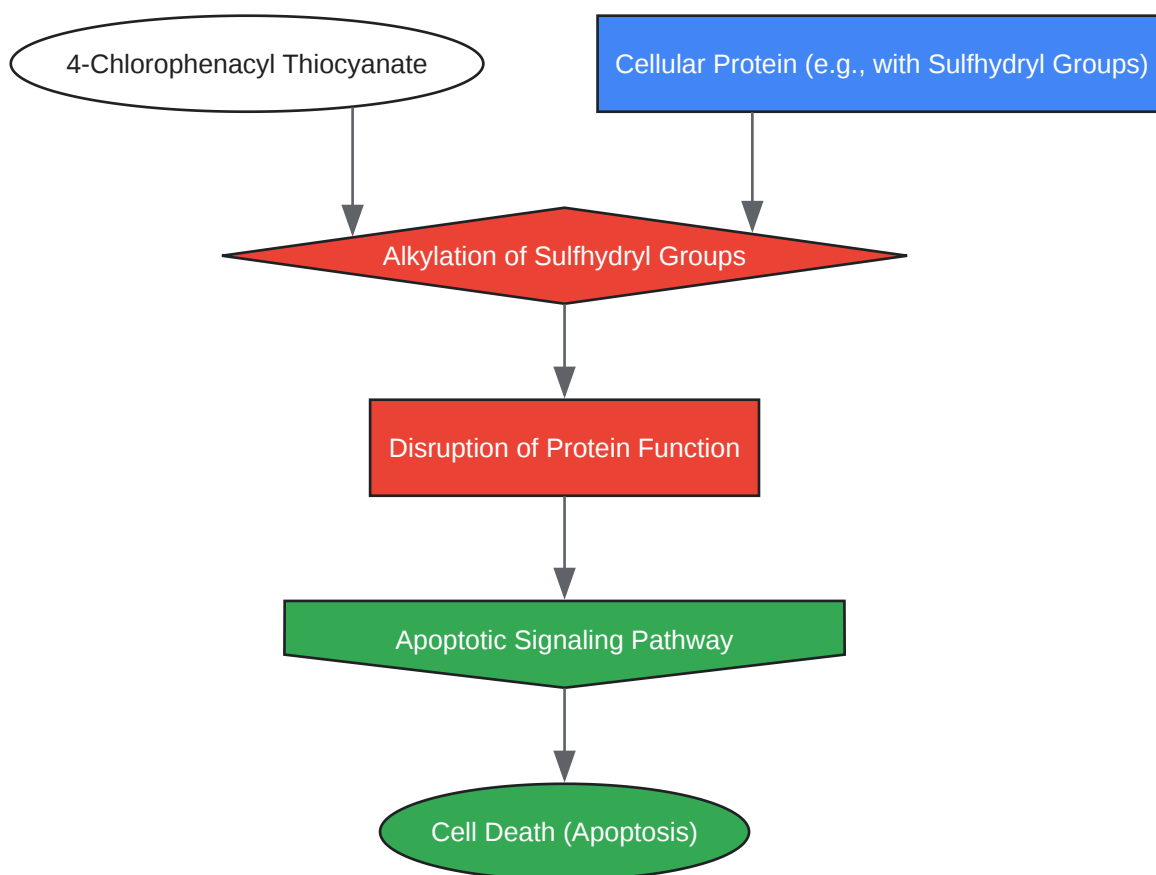 4-Chlorophenacyl Thiocyanate
Cellular Protein (e.g., with Sulfhydryl Groups)
Alkylation of Sulfhydryl Groups
Disruption of Protein Function
Apoptotic Signaling Pathway
Cell Death (Apoptosis)